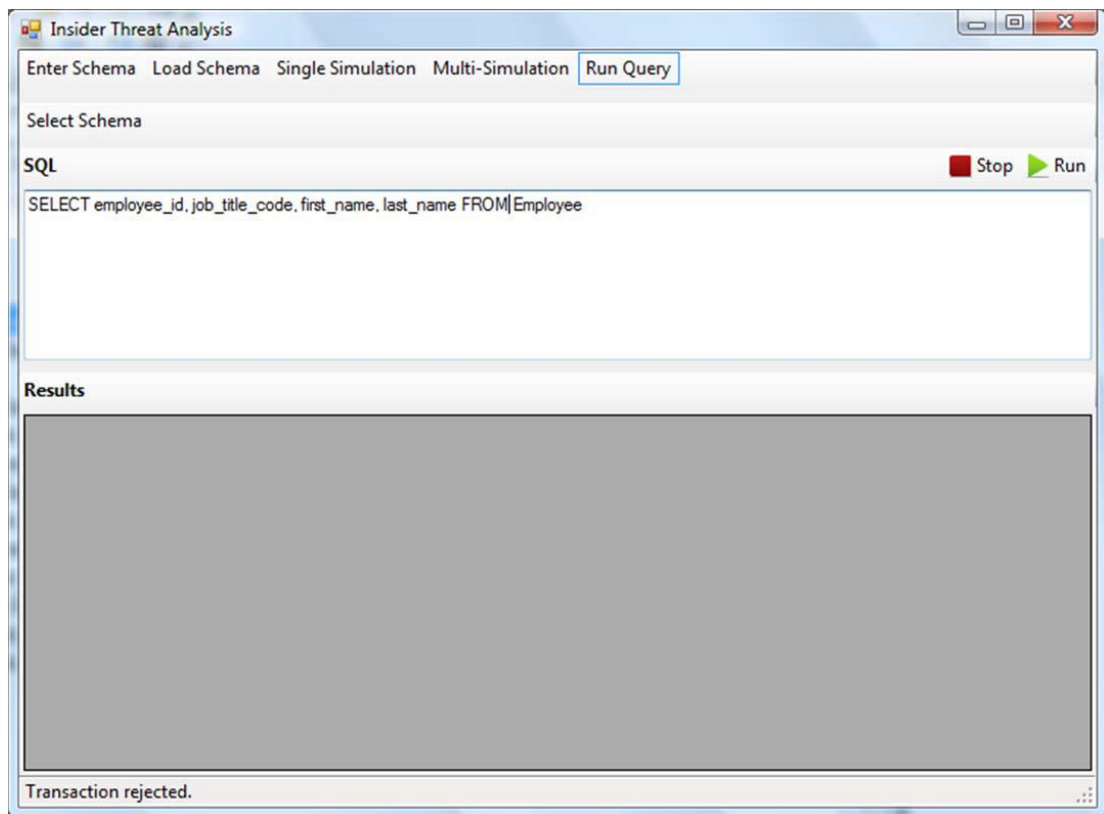 Insider Threat Analysis
Enter Schema Load Schema Single Simulation Multi-Simulation Run Query
Select Schema
SQL Stop Run
SELECT employee_id, job_title_code, first_name, last_name FROM Employee
Results
Transaction rejected.